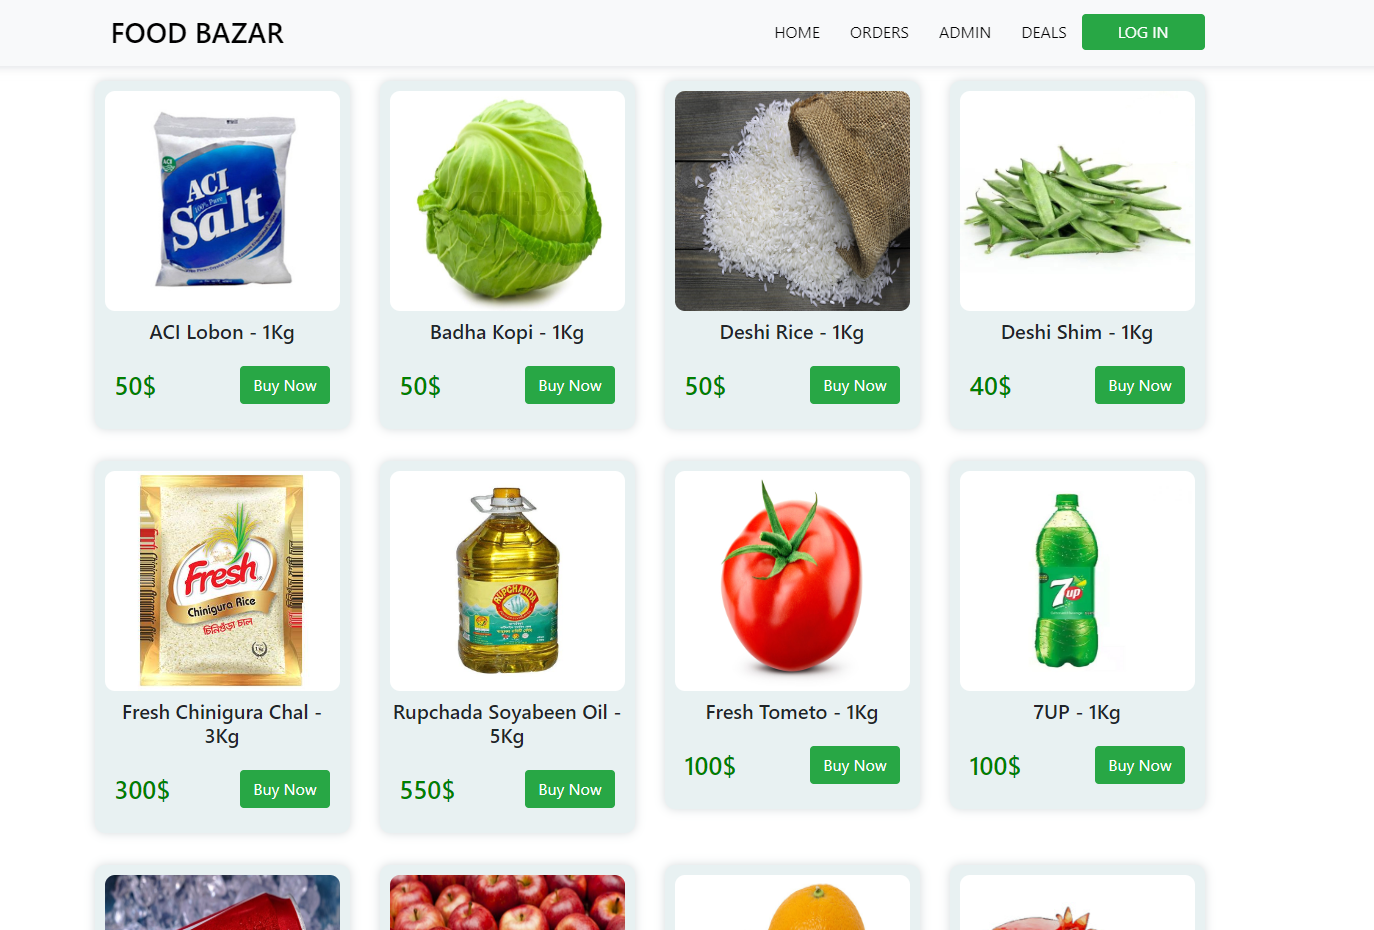 FOOD BAZAR
HOME ORDERS ADMIN DEALS LOG IN
ACI
100% Pure
Salt
ACI Lobon - 1Kg
50$ Buy Now
Badha Kopi - 1Kg
50$ Buy Now
Deshi Rice - 1Kg
50$ Buy Now
Deshi Shim - 1Kg
40$ Buy Now
Fresh
Chinigura Rice
চিনিগুঁড়া চাল
Fresh Chinigura Chal -
3Kg
300$ Buy Now
RUPCHANDA
Rupchada Soyabeen Oil -
5Kg
550$ Buy Now
Fresh Tometo - 1Kg
100$ Buy Now
7up
7UP - 1Kg
100$ Buy Now